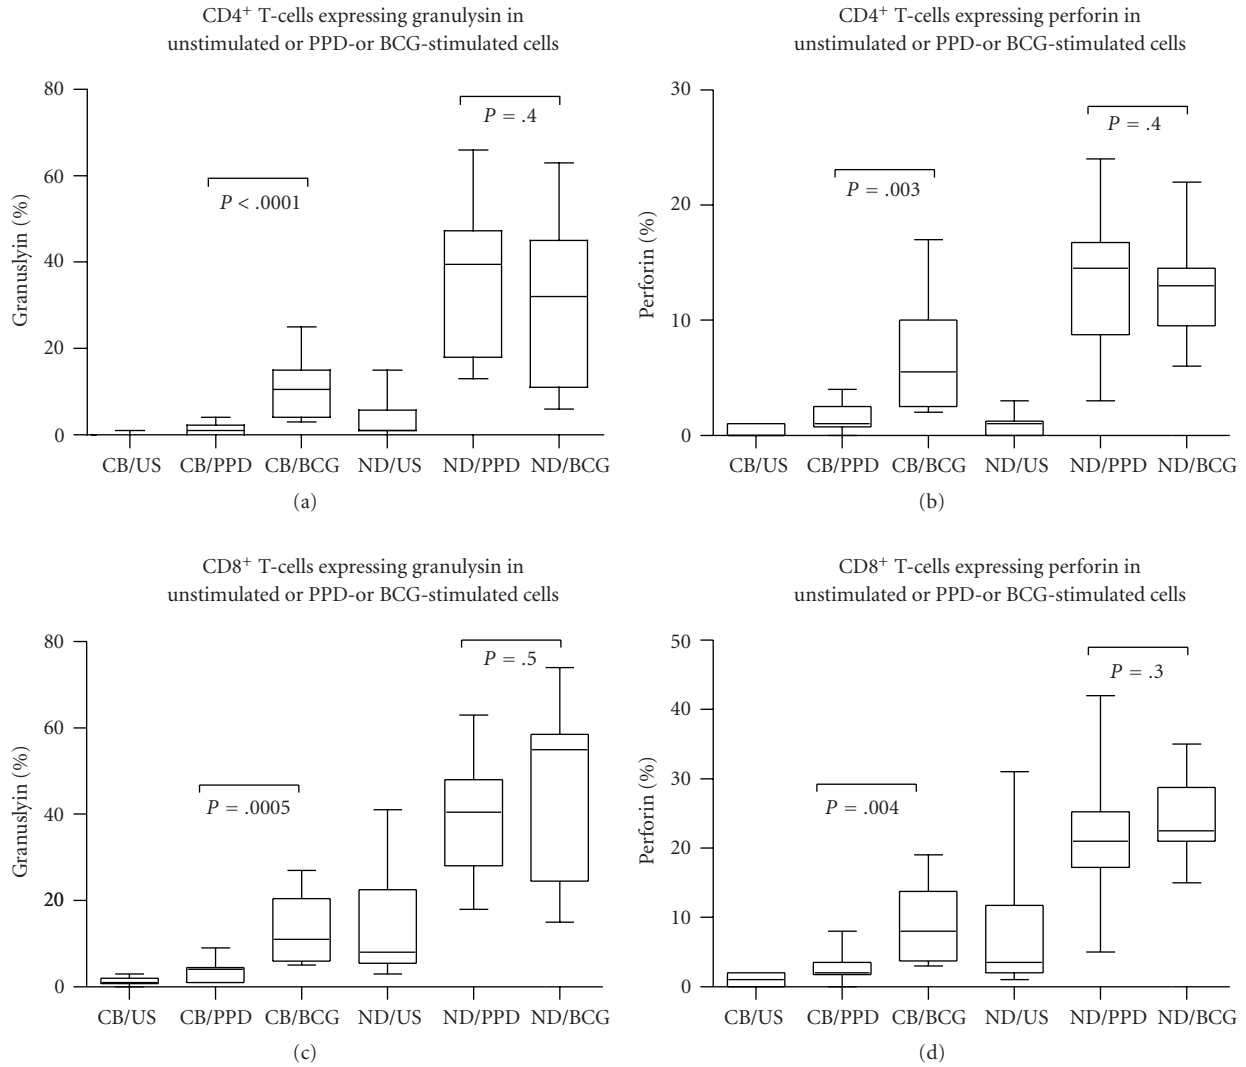 CD4⁺ T-cells expressing granulysin in
unstimulated or PPD-or BCG-stimulated cells
80
60
40
20
0
Granuslyin (%)
P < .0001
P = .4
CB/US CB/PPD CB/BCG ND/US ND/PPD ND/BCG
(a)
CD4⁺ T-cells expressing perforin in
unstimulated or PPD-or BCG-stimulated cells
30
20
10
0
Perforin (%)
P = .003
P = .4
CB/US CB/PPD CB/BCG ND/US ND/PPD ND/BCG
(b)
CD8⁺ T-cells expressing granulysin in
unstimulated or PPD-or BCG-stimulated cells
80
60
40
20
0
Granuslyin (%)
P = .0005
P = .5
CB/US CB/PPD CB/BCG ND/US ND/PPD ND/BCG
(c)
CD8⁺ T-cells expressing perforin in
unstimulated or PPD-or BCG-stimulated cells
50
40
30
20
10
0
Perforin (%)
P = .004
P = .3
CB/US CB/PPD CB/BCG ND/US ND/PPD ND/BCG
(d)